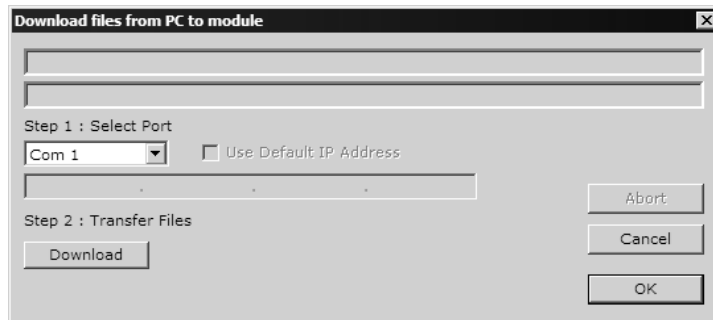 Download files from PC to module
Step 1 : Select Port
Com 1
Use Default IP Address
. . .
Abort
Step 2 : Transfer Files
Cancel
Download
OK